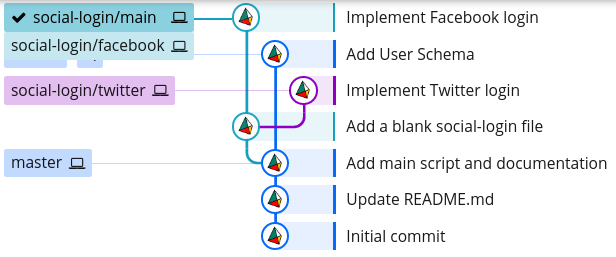 social-login/main Implement Facebook login
social-login/facebook
Add User Schema
social-login/twitter Implement Twitter login
Add a blank social-login file
master Add main script and documentation
Update README.md
Initial commit